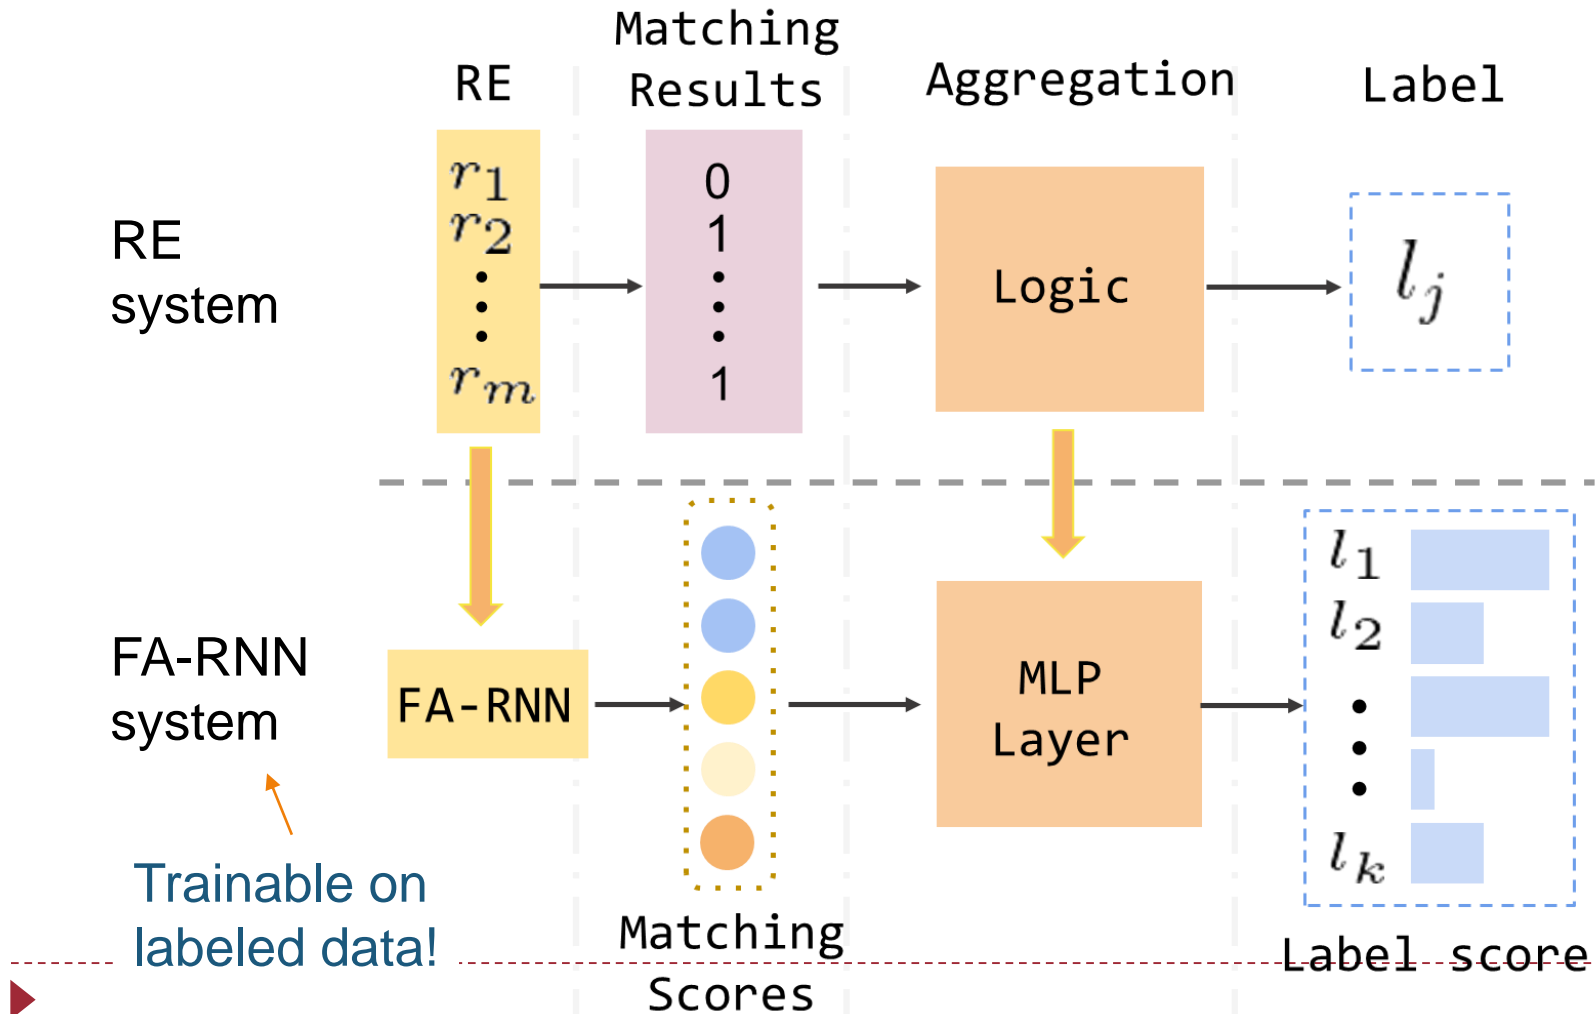 RE
Matching
Results
Aggregation
Label
RE
system
r1
r2
rm
0
1
1
Logic
lj
FA-RNN
system
FA-RNN
MLP
Layer
l1
l2
lk
Trainable on
labeled data!
Matching
Scores
Label score